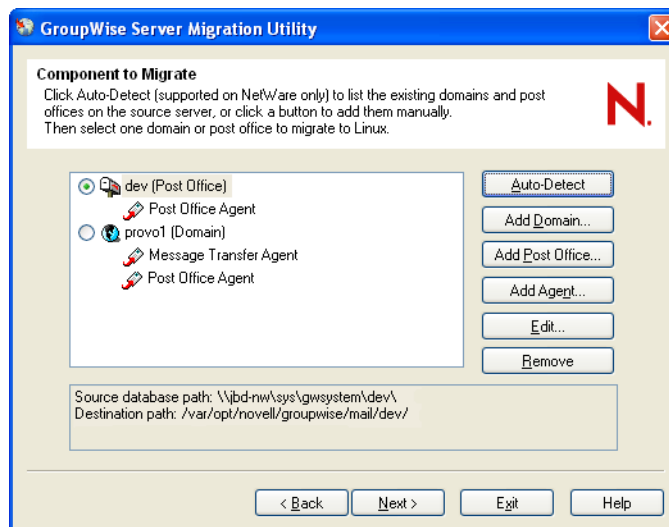 GroupWise Server Migration Utility
Component to Migrate
Click Auto-Detect (supported on NetWare only) to list the existing domains and post
offices on the source server, or click a button to add them manually.
Then select one domain or post office to migrate to Linux.
N.
dev (Post Office)
Post Office Agent
provo1 (Domain)
Message Transfer Agent
Post Office Agent
Auto-Detect
Add Domain...
Add Post Office...
Add Agent...
Edit...
Remove
Source database path: \\jbd-nw\sys\gwsystem\dev\
Destination path: /var/opt/novell/groupwise/mail/dev/
< Back
Next >
Exit
Help